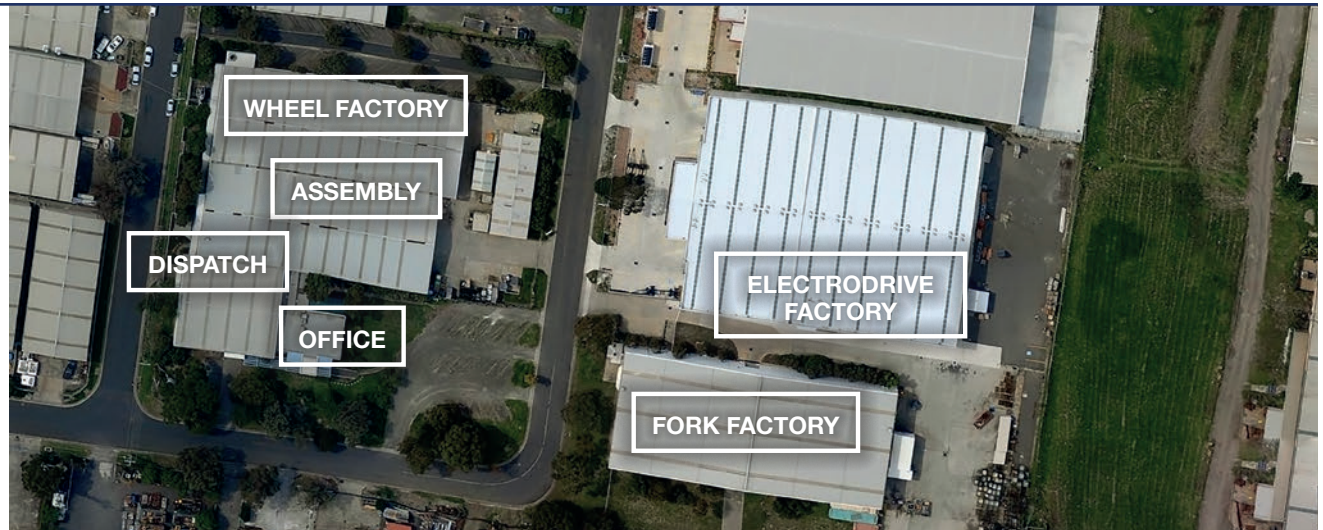 WHEEL FACTORY
ASSEMBLY
DISPATCH
OFFICE
ELECTRODRIVE
FACTORY
FORK FACTORY